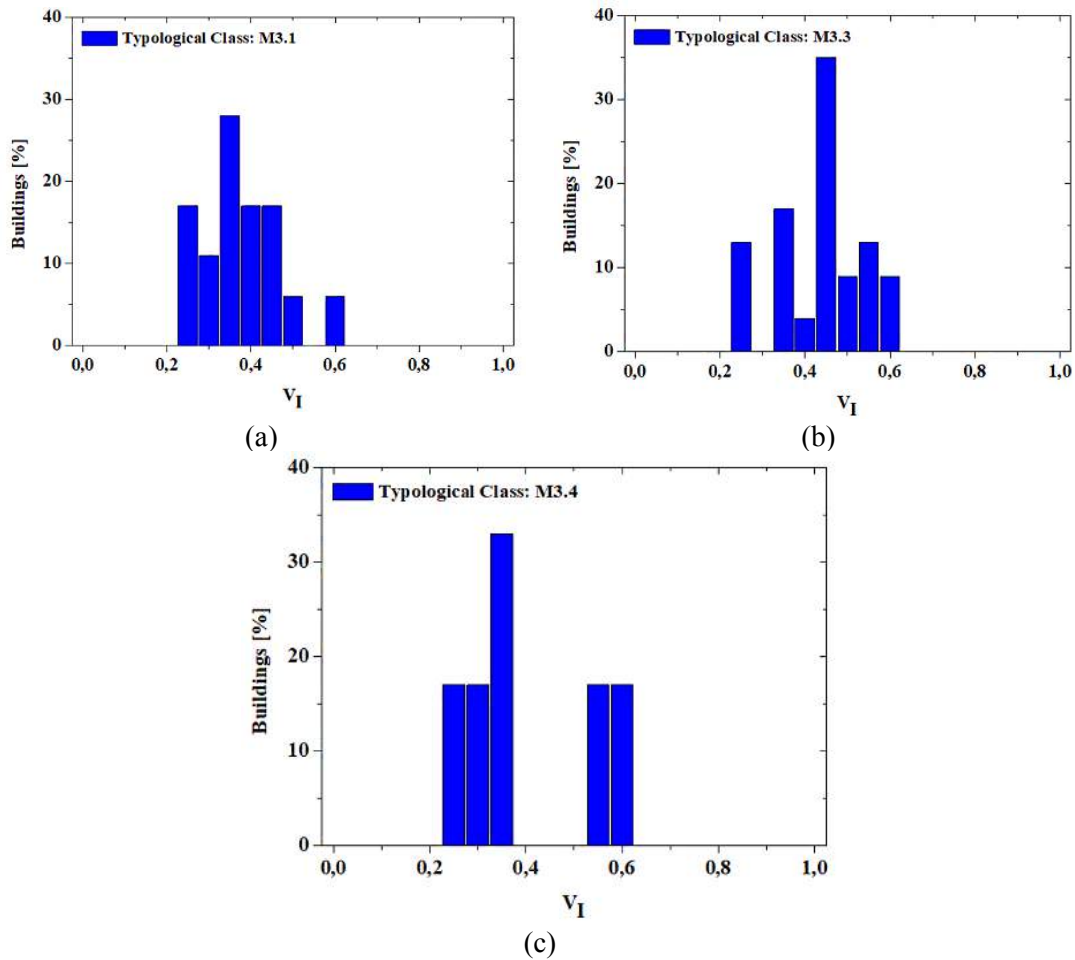 Typological Class: M3.1
Buildings [%]
40
30
20
10
0
0,0 0,2 0,4 0,6 0,8 1,0
V_I
(a)
Typological Class: M3.3
Buildings [%]
40
30
20
10
0
0,0 0,2 0,4 0,6 0,8 1,0
V_I
(b)
Typological Class: M3.4
Buildings [%]
40
30
20
10
0
0,0 0,2 0,4 0,6 0,8 1,0
V_I
(c)